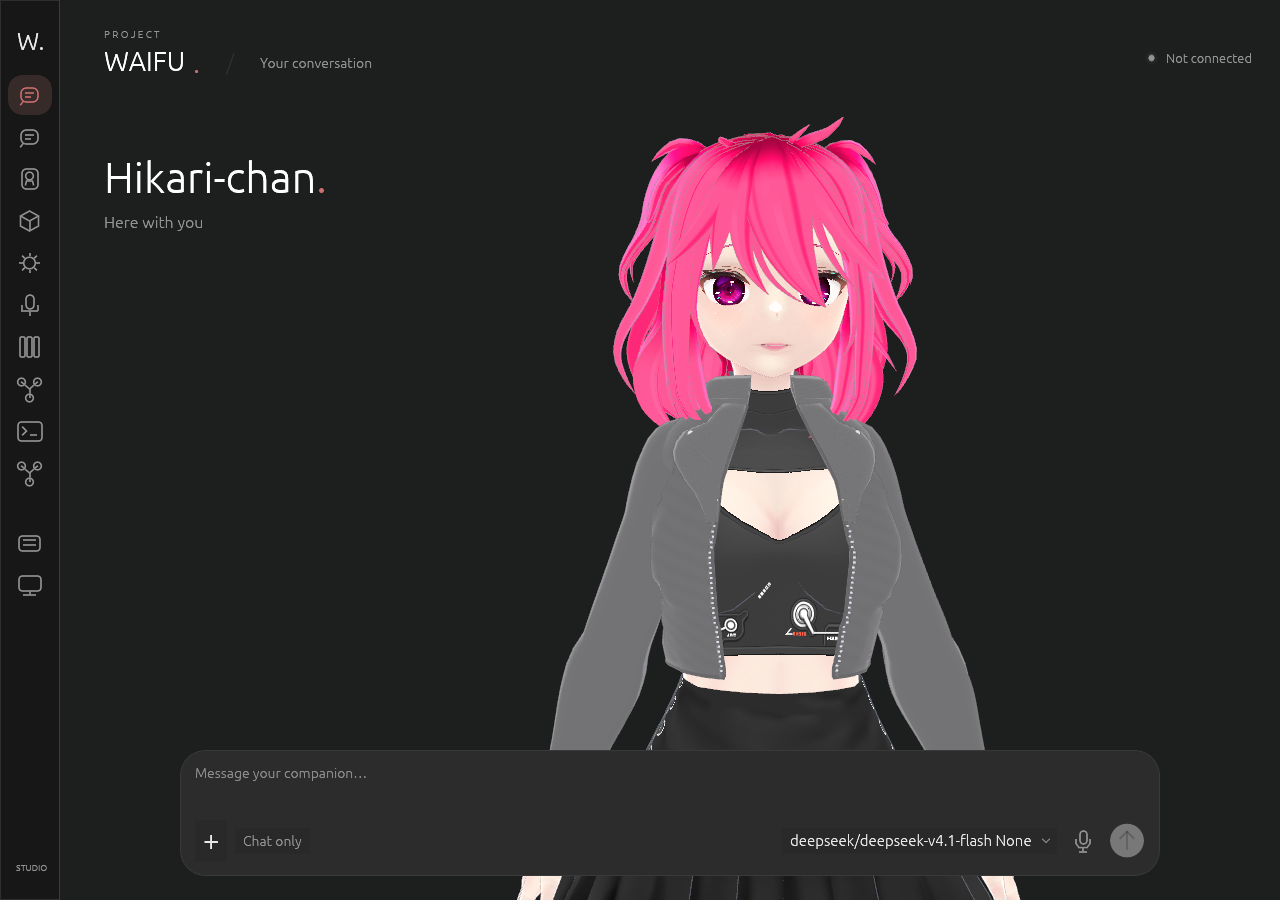 W.
PROJECT
WAIFU .
/
Your conversation
Not connected
Hikari-chan.
Here with you
Message your companion…
+
Chat only
deepseek/deepseek-v4.1-flash None
STUDIO